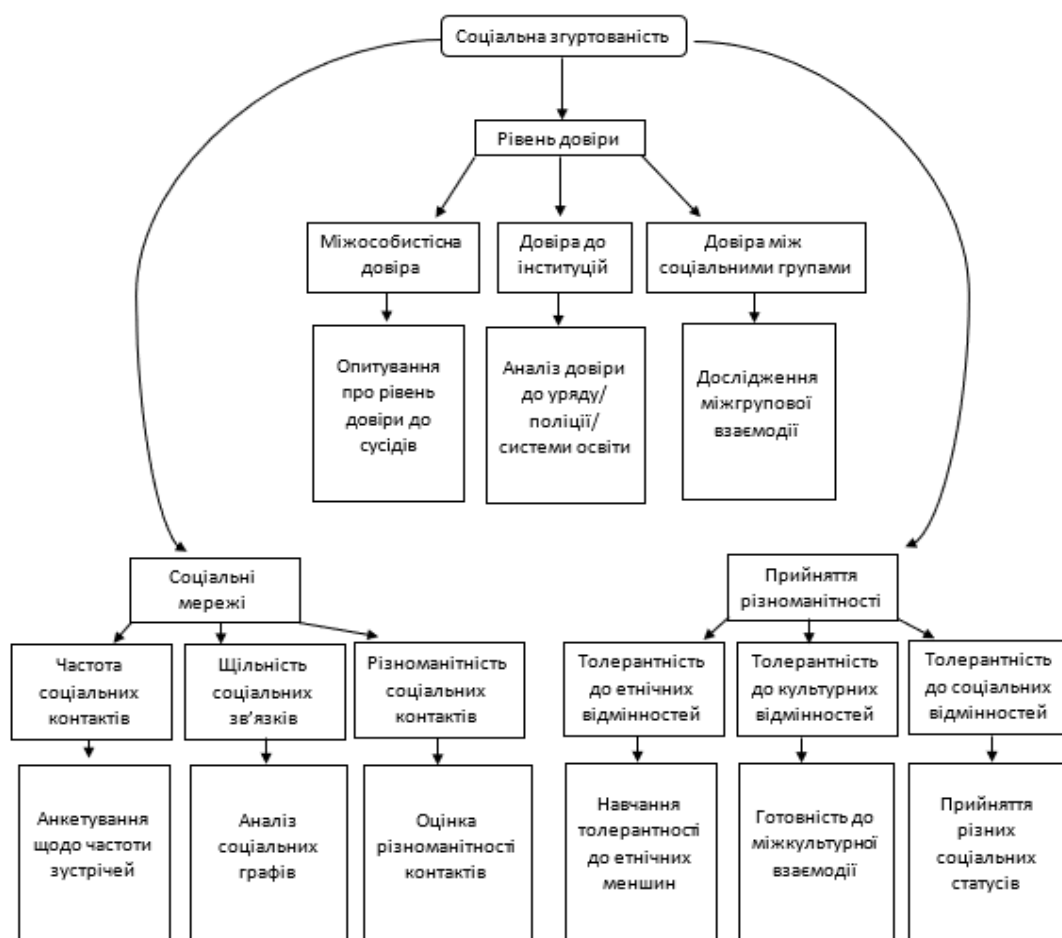 Соціальна згуртованість
Рівень довіри
Міжособистісна
довіра
Довіра до
інституцій
Довіра між
соціальними групами
Опитування
про рівень
довіри до
сусідів
Аналіз довіри
до уряду/
поліції/
системи освіти
Дослідження
міжгрупової
взаємодії
Соціальні
мережі
Прийняття
різноманітності
Частота
соціальних
контактів
Щільність
соціальних
зв’язків
Різноманітність
соціальних
контактів
Толерантність
до етнічних
відмінностей
Толерантність
до культурних
відмінностей
Толерантність
до соціальних
відмінностей
Анкетування
щодо частоти
зустрічей
Аналіз
соціальних
графів
Оцінка
різноманітності
контактів
Навчання
толерантності
до етнічних
меншин
Готовність до
міжкультурної
взаємодії
Прийняття
різних
соціальних
статусів